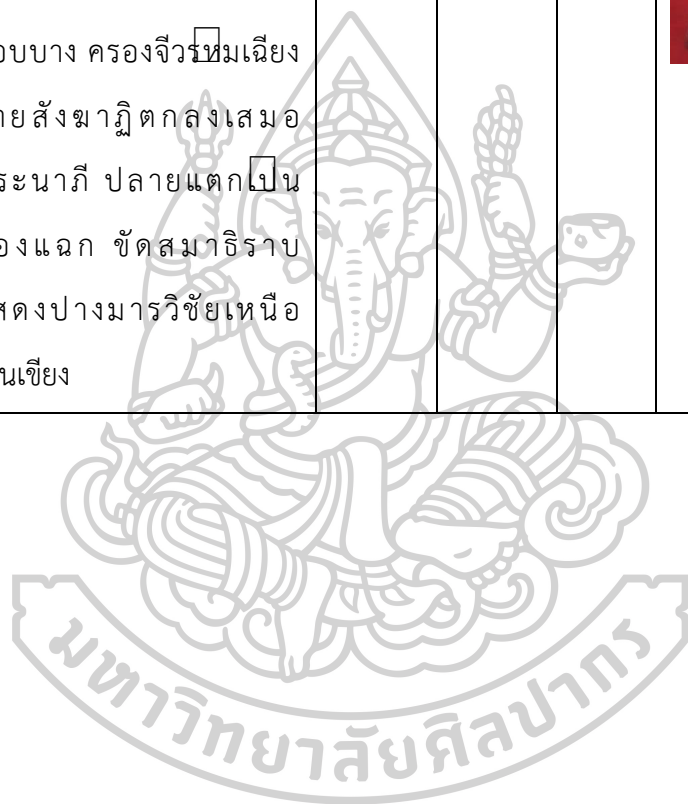 อบบาง ครองจีวรหมเฉียง
ายสังฆาฏิตกลงเสมอ
ระนาภี ปลายแตกเป็น
องแฉก ขัดสมาธิราบ
สดงปางมารวิชัยเหนือ
นเขียง
มหาวิทยาลัยศิลปากร